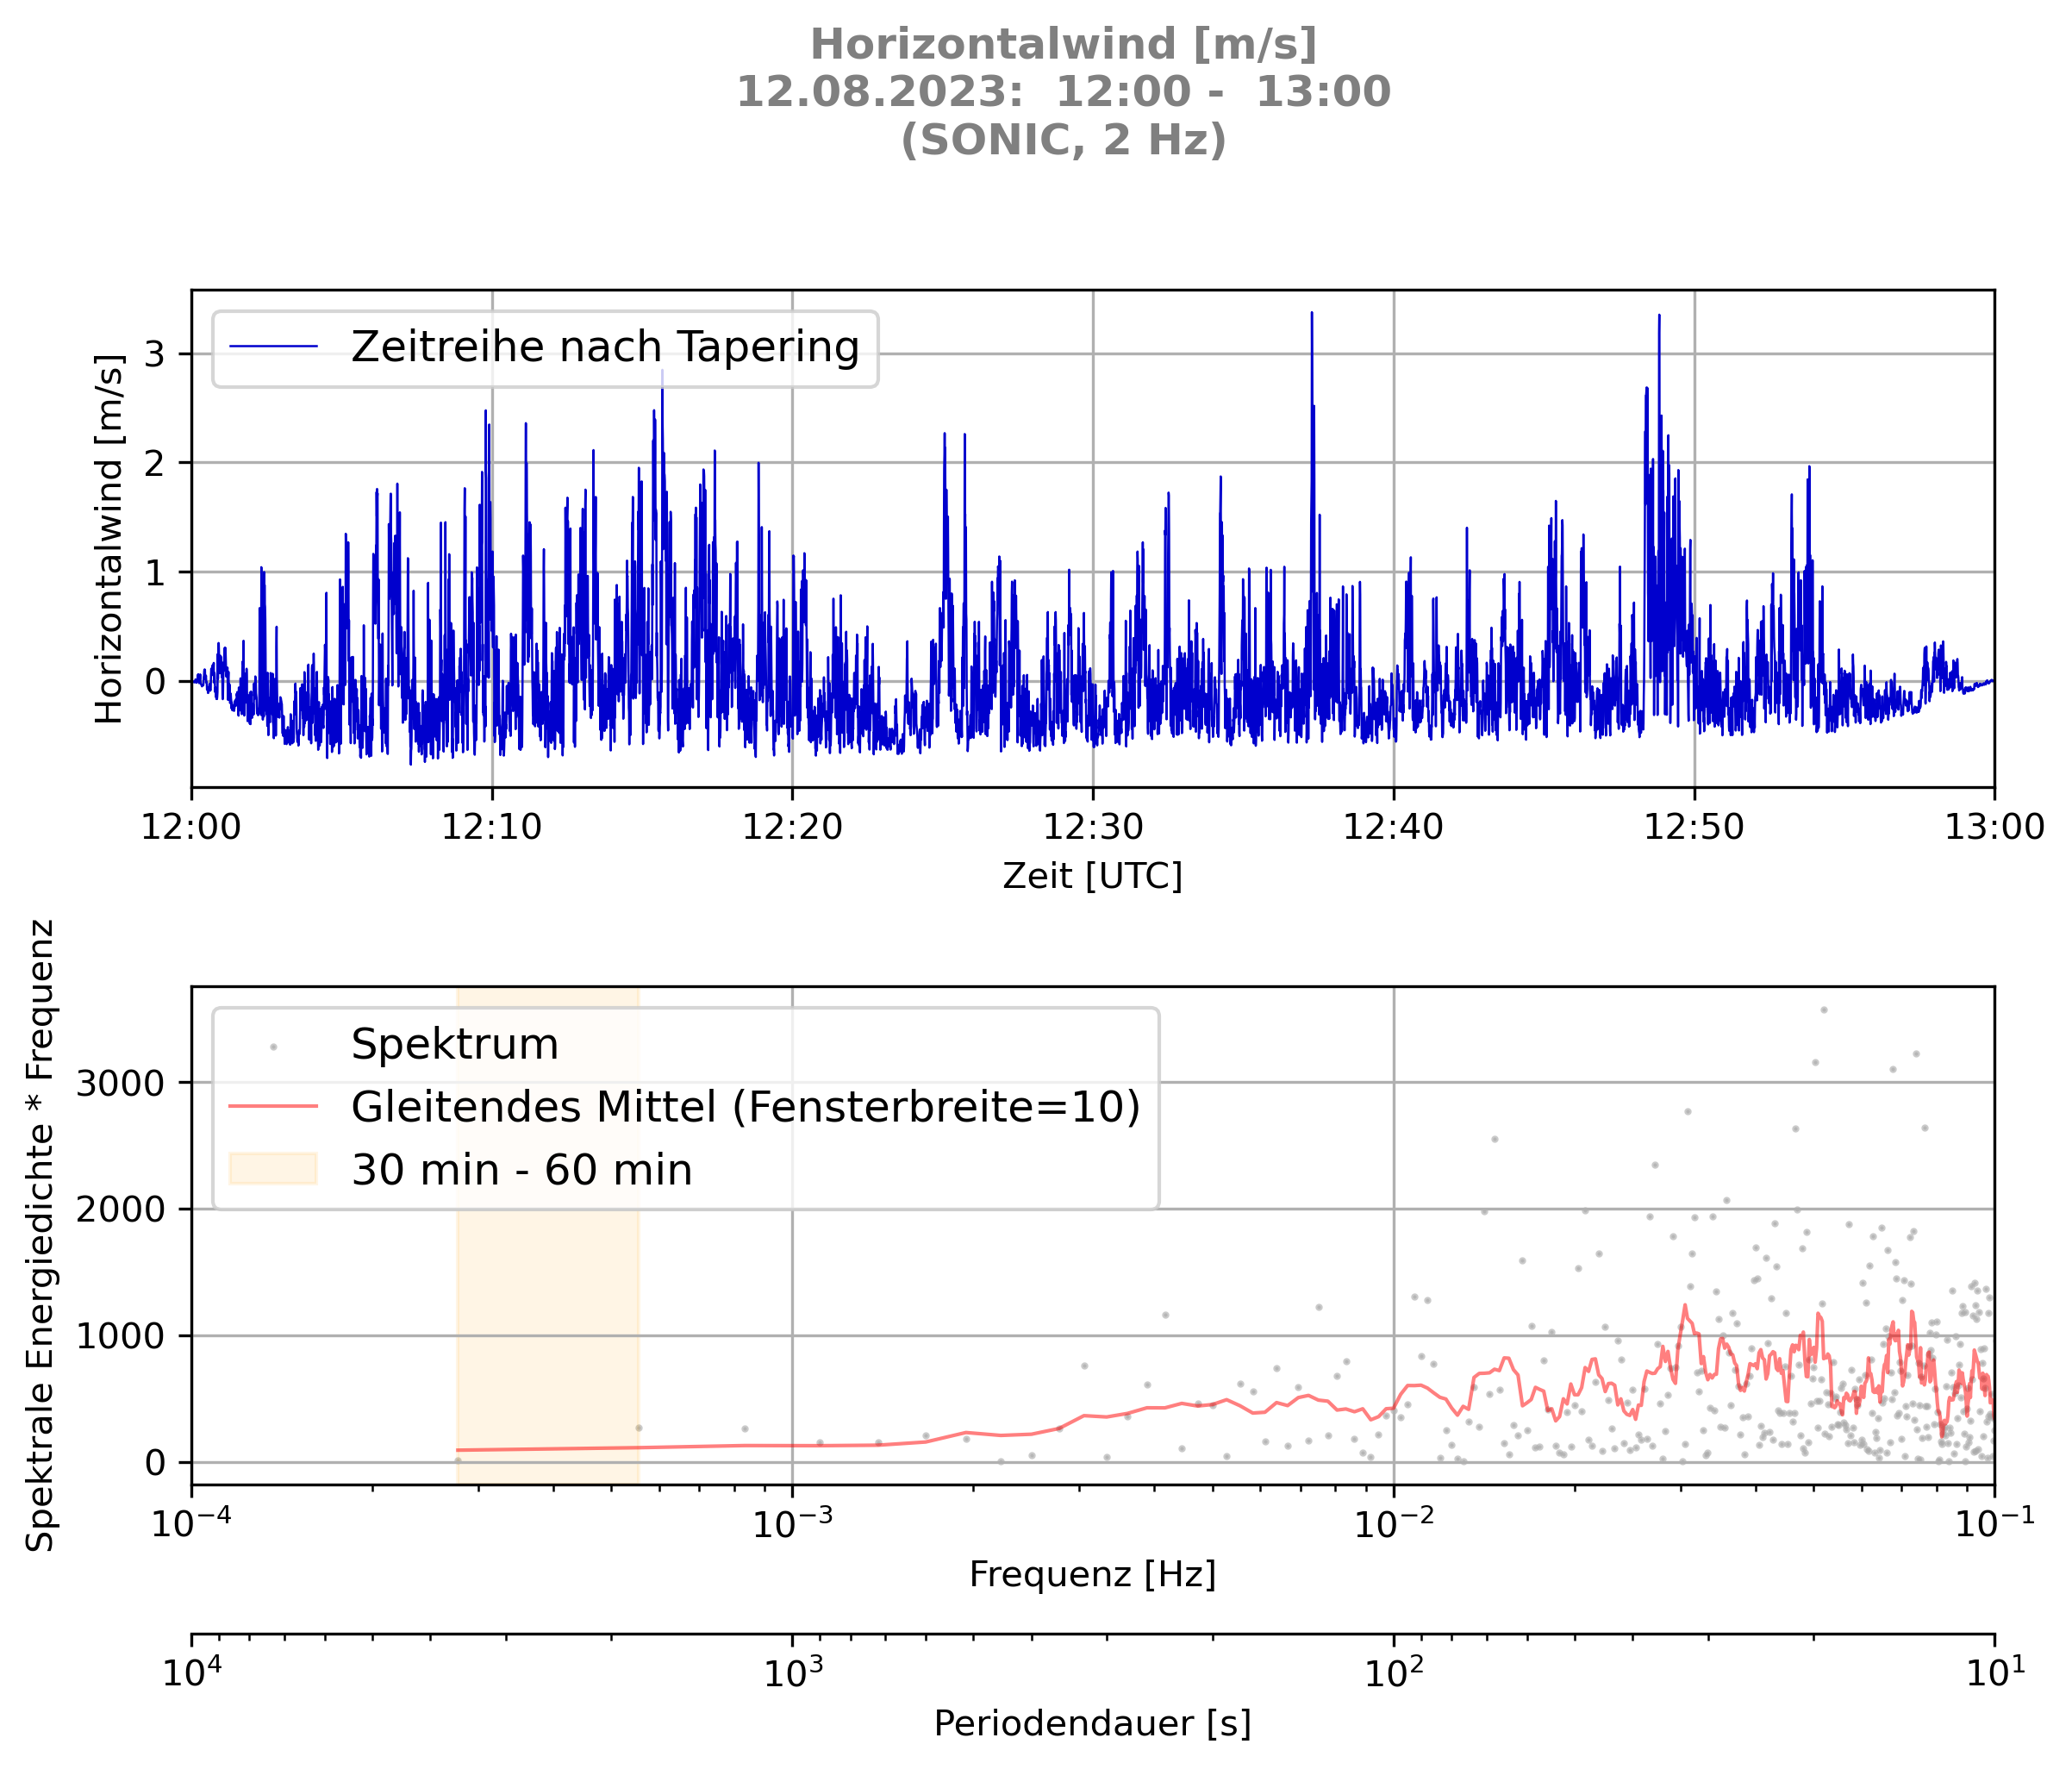 Horizontalwind [m/s]
12.08.2023:  12:00 -  13:00
(SONIC, 2 Hz)
Horizontalwind [m/s]
3
2
1
0
Zeitreihe nach Tapering
12:00 12:10 12:20 12:30 12:40 12:50 13:00
Zeit [UTC]
Spektrale Energiedichte * Frequenz
3000
2000
1000
0
Spektrum
Gleitendes Mittel (Fensterbreite=10)
30 min - 60 min
10⁻⁴ 10⁻³ 10⁻² 10⁻¹
Frequenz [Hz]
10⁴ 10³ 10² 10¹
Periodendauer [s]